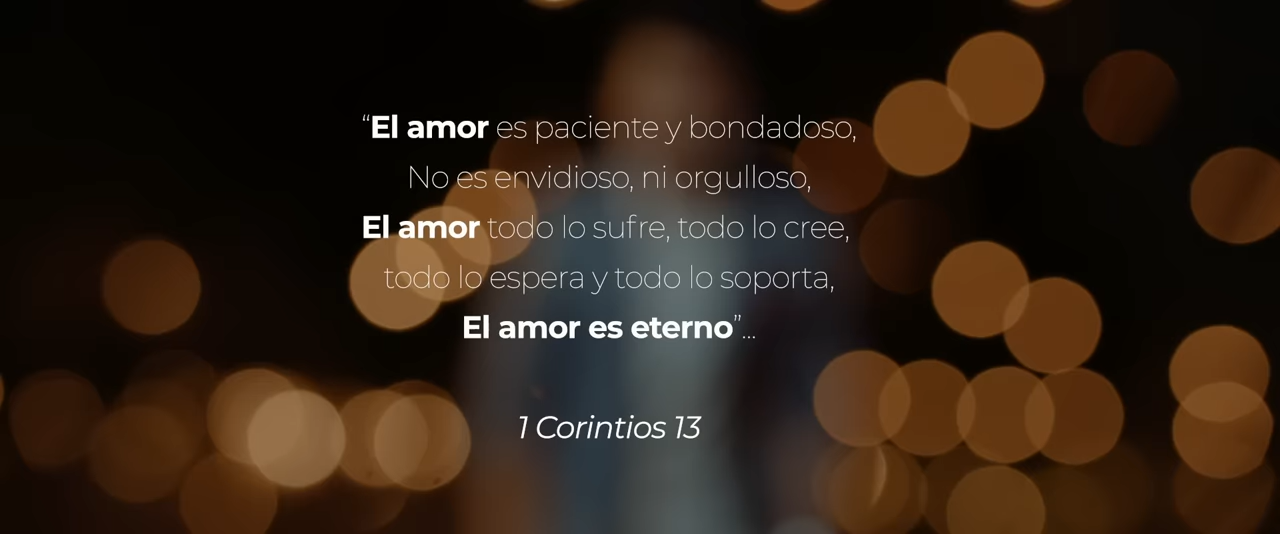 “El amor es paciente y bondadoso,
No es envidioso, ni orgulloso,
El amor todo lo sufre, todo lo cree,
todo lo espera y todo lo soporta,
El amor es eterno”...
1 Corintios 13